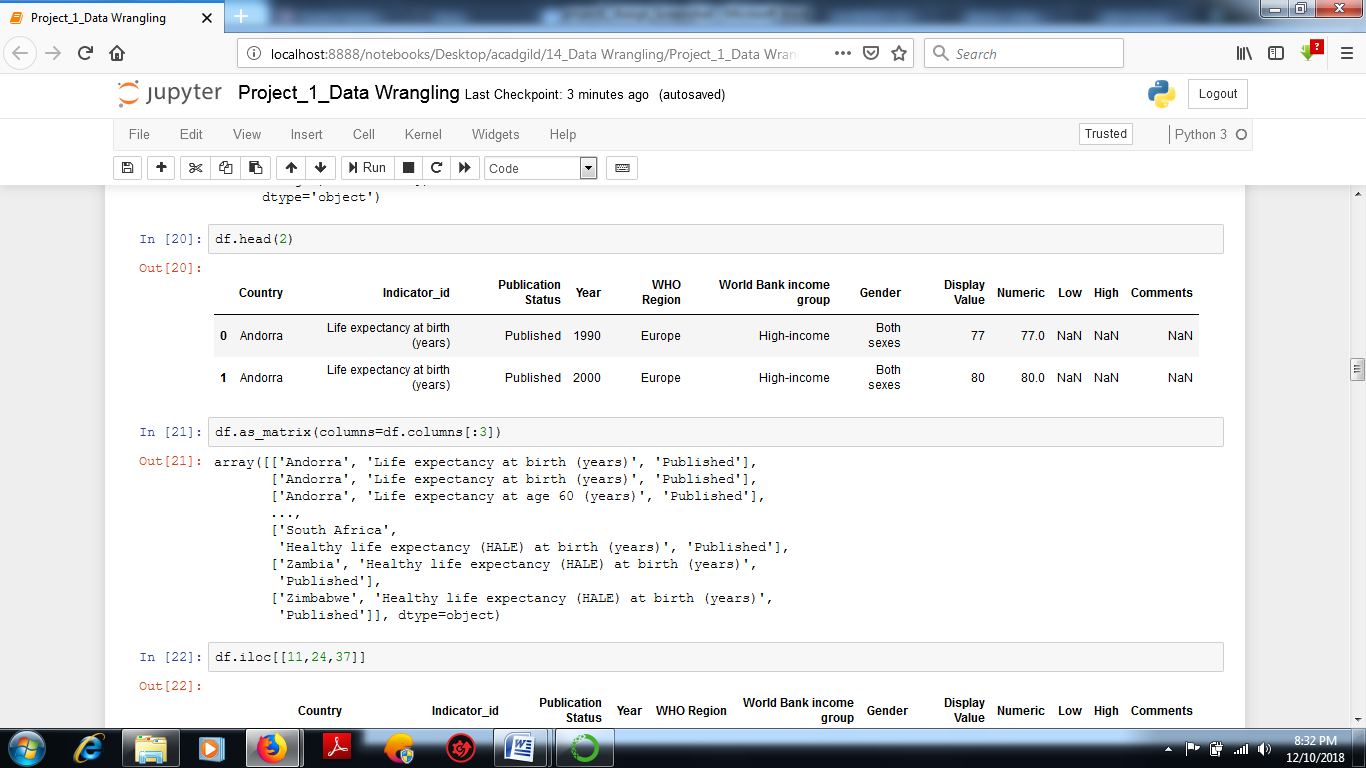 Project_1_Data Wrangling
localhost:8888/notebooks/Desktop/acadgild/14_Data Wrangling/Project_1_Data Wran
Search
jupyter Project_1_Data Wrangling Last Checkpoint: 3 minutes ago (autosaved)
Logout
File Edit View Insert Cell Kernel Widgets Help
Trusted
Python 3
Run
Code
dtype='object')
In [20]: df.head(2)
Out[20]:
Country Indicator_id Publication Status Year WHO Region World Bank income group Gender Display Value Numeric Low High Comments
0 Andorra Life expectancy at birth (years) Published 1990 Europe High-income Both sexes 77 77.0 NaN NaN NaN
1 Andorra Life expectancy at birth (years) Published 2000 Europe High-income Both sexes 80 80.0 NaN NaN NaN
In [21]: df.as_matrix(columns=df.columns[:3])
Out[21]: array([['Andorra', 'Life expectancy at birth (years)', 'Published'],
['Andorra', 'Life expectancy at birth (years)', 'Published'],
['Andorra', 'Life expectancy at age 60 (years)', 'Published'],
...,
['South Africa',
'Healthy life expectancy (HALE) at birth (years)', 'Published'],
['Zambia', 'Healthy life expectancy (HALE) at birth (years)',
'Published'],
['Zimbabwe', 'Healthy life expectancy (HALE) at birth (years)',
'Published']], dtype=object)
In [22]: df.iloc[[11,24,37]]
Out[22]:
Country Indicator_id Publication Status Year WHO Region World Bank income group Gender Display Value Numeric Low High Comments
8:32 PM
12/10/2018